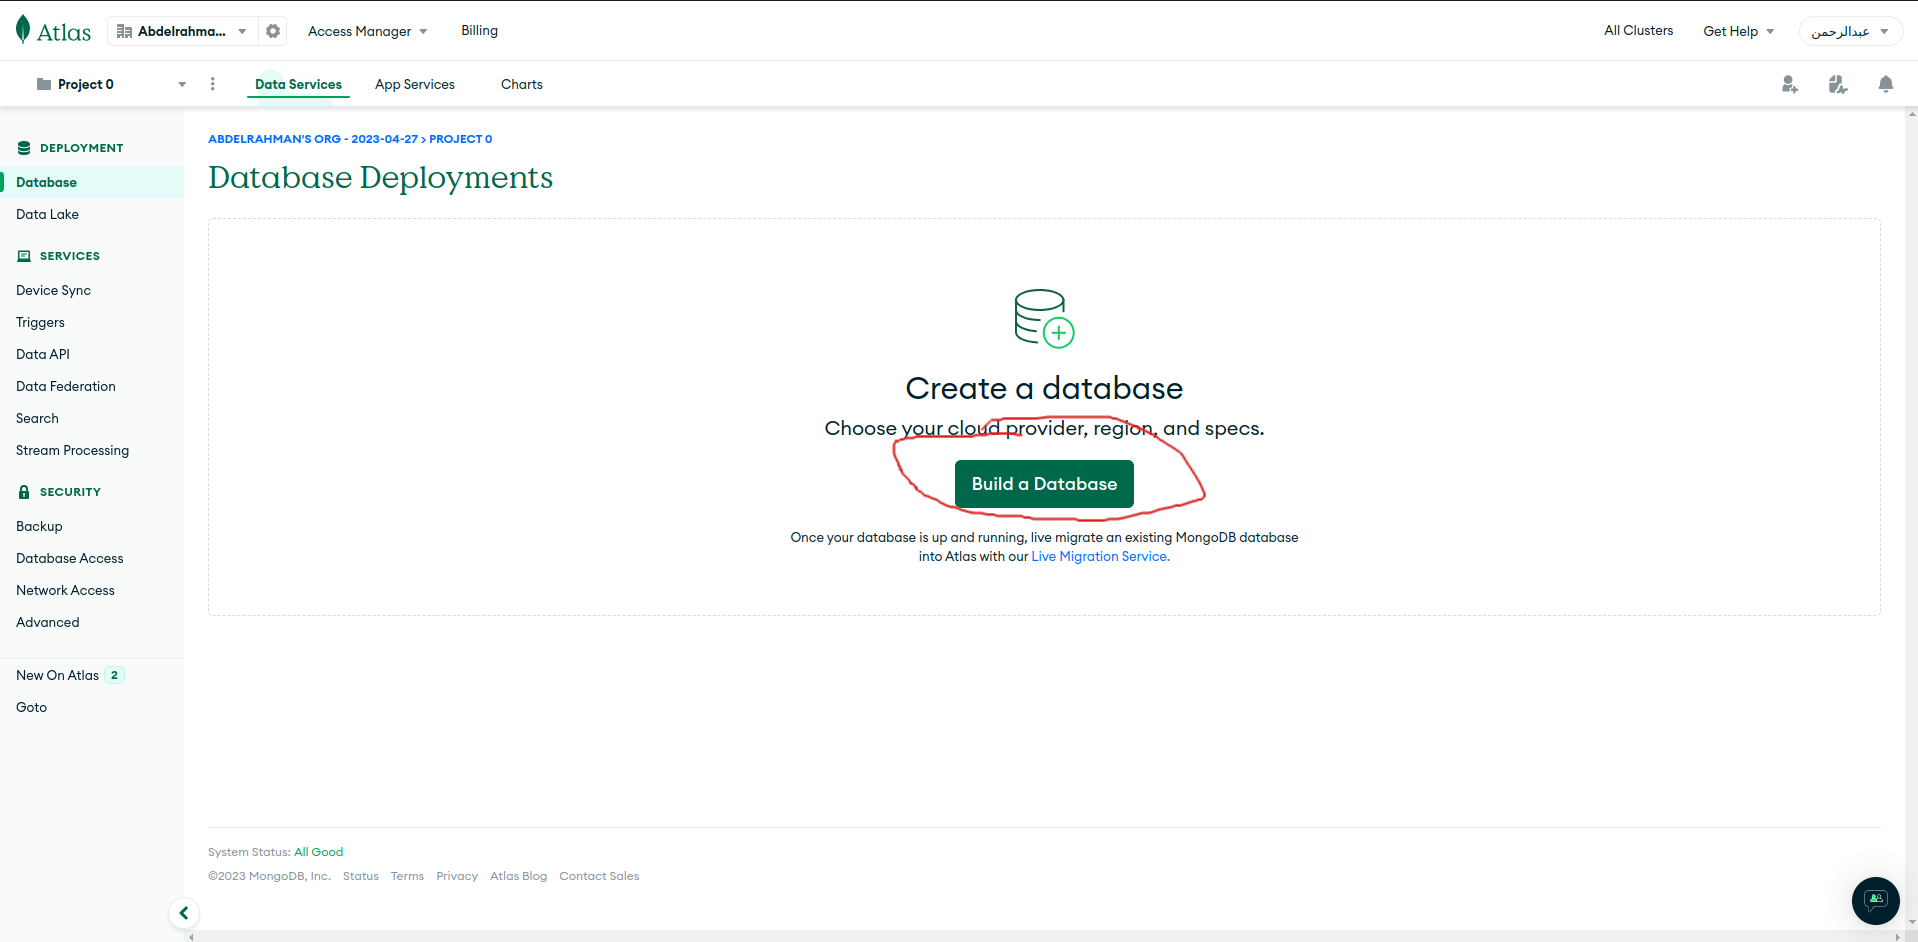 Atlas
Abdelrahma...
Access Manager
Billing
All Clusters
Get Help
عبدالرحمن
Project 0
Data Services
App Services
Charts
DEPLOYMENT
Database
Data Lake
SERVICES
Device Sync
Triggers
Data API
Data Federation
Search
Stream Processing
SECURITY
Backup
Database Access
Network Access
Advanced
New On Atlas 2
Goto
ABDELRAHMAN'S ORG - 2023-04-27 > PROJECT 0
Database Deployments
Create a database
Choose your cloud provider, region, and specs.
Build a Database
Once your database is up and running, live migrate an existing MongoDB database
into Atlas with our Live Migration Service.
System Status: All Good
©2023 MongoDB, Inc. Status Terms Privacy Atlas Blog Contact Sales